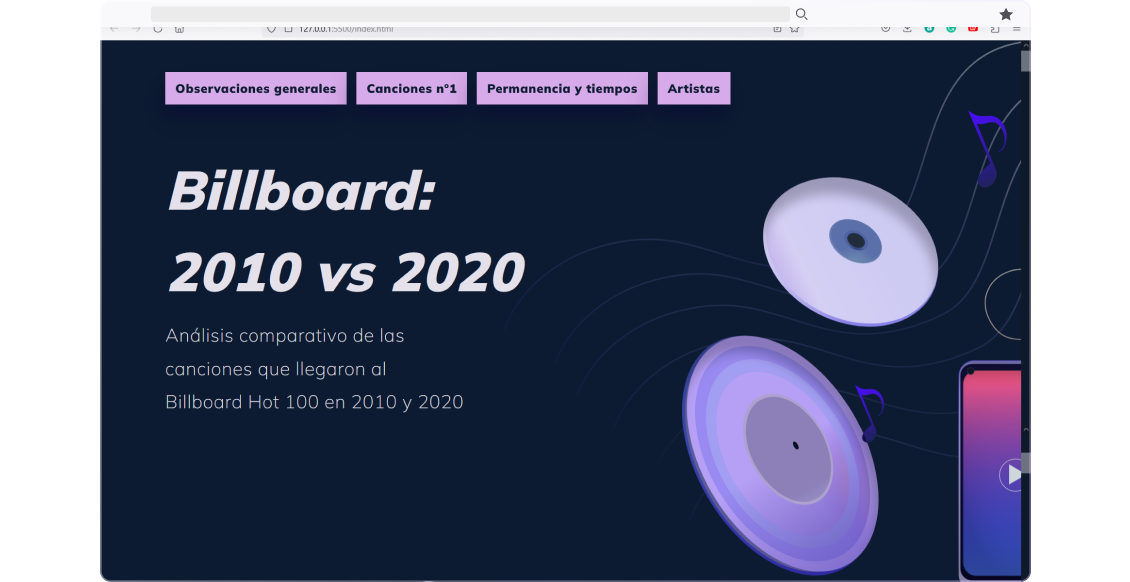 127.0.0.1:5500/index.html
Observaciones generales
Canciones nº1
Permanencia y tiempos
Artistas
Billboard:
2010 vs 2020
Análisis comparativo de las
canciones que llegaron al
Billboard Hot 100 en 2010 y 2020